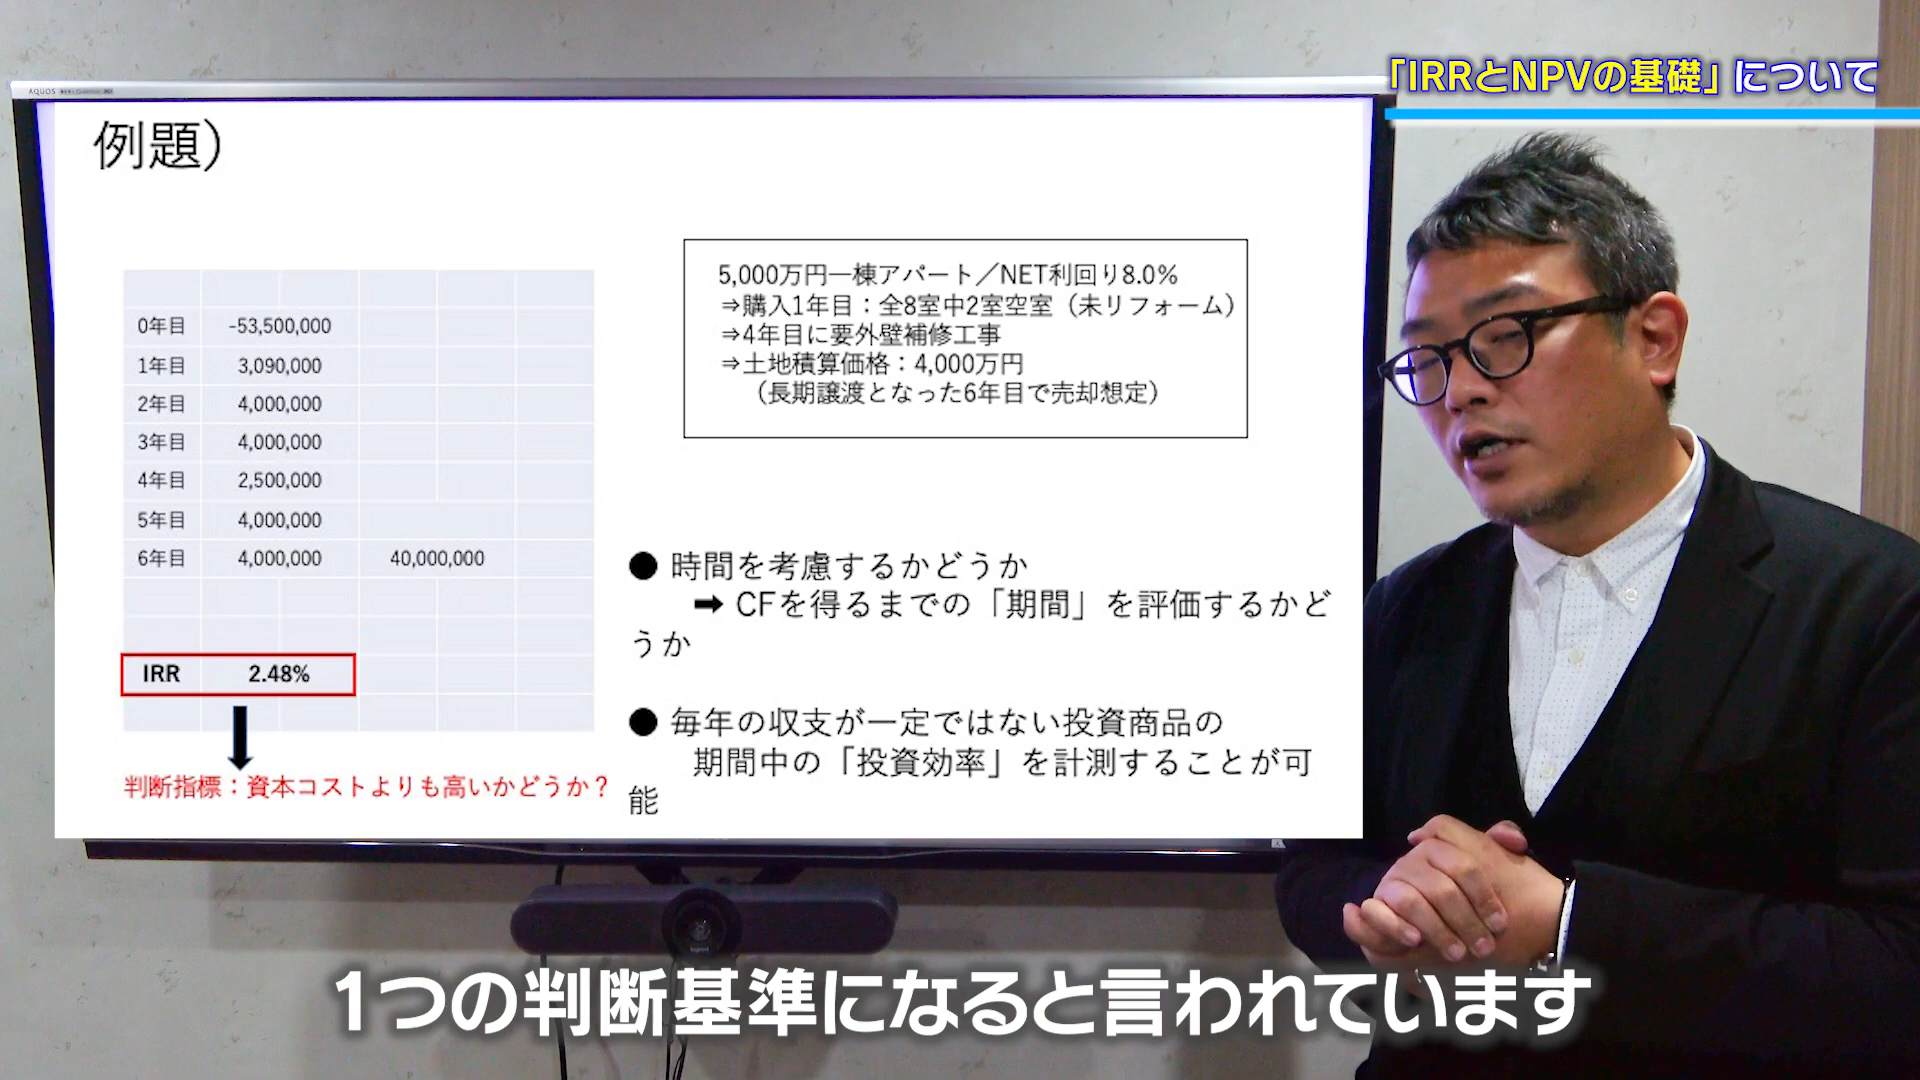 「IRRとNPVの基礎」について
AQUOS
例題)
0年目 -53,500,000
1年目 3,090,000
2年目 4,000,000
3年目 4,000,000
4年目 2,500,000
5年目 4,000,000
6年目 4,000,000 40,000,000
IRR 2.48%
判断指標：資本コストよりも高いかどうか？
5,000万円一棟アパート／NET利回り8.0%
⇒購入1年目：全8室中2室空室（未リフォーム）
⇒4年目に要外壁補修工事
⇒土地積算価格：4,000万円
（長期譲渡となった6年目で売却想定）
● 時間を考慮するかどうか
➡ CFを得るまでの「期間」を評価するかど
うか
● 毎年の収支が一定ではない投資商品の
期間中の「投資効率」を計測することが可
能
1つの判断基準になると言われています